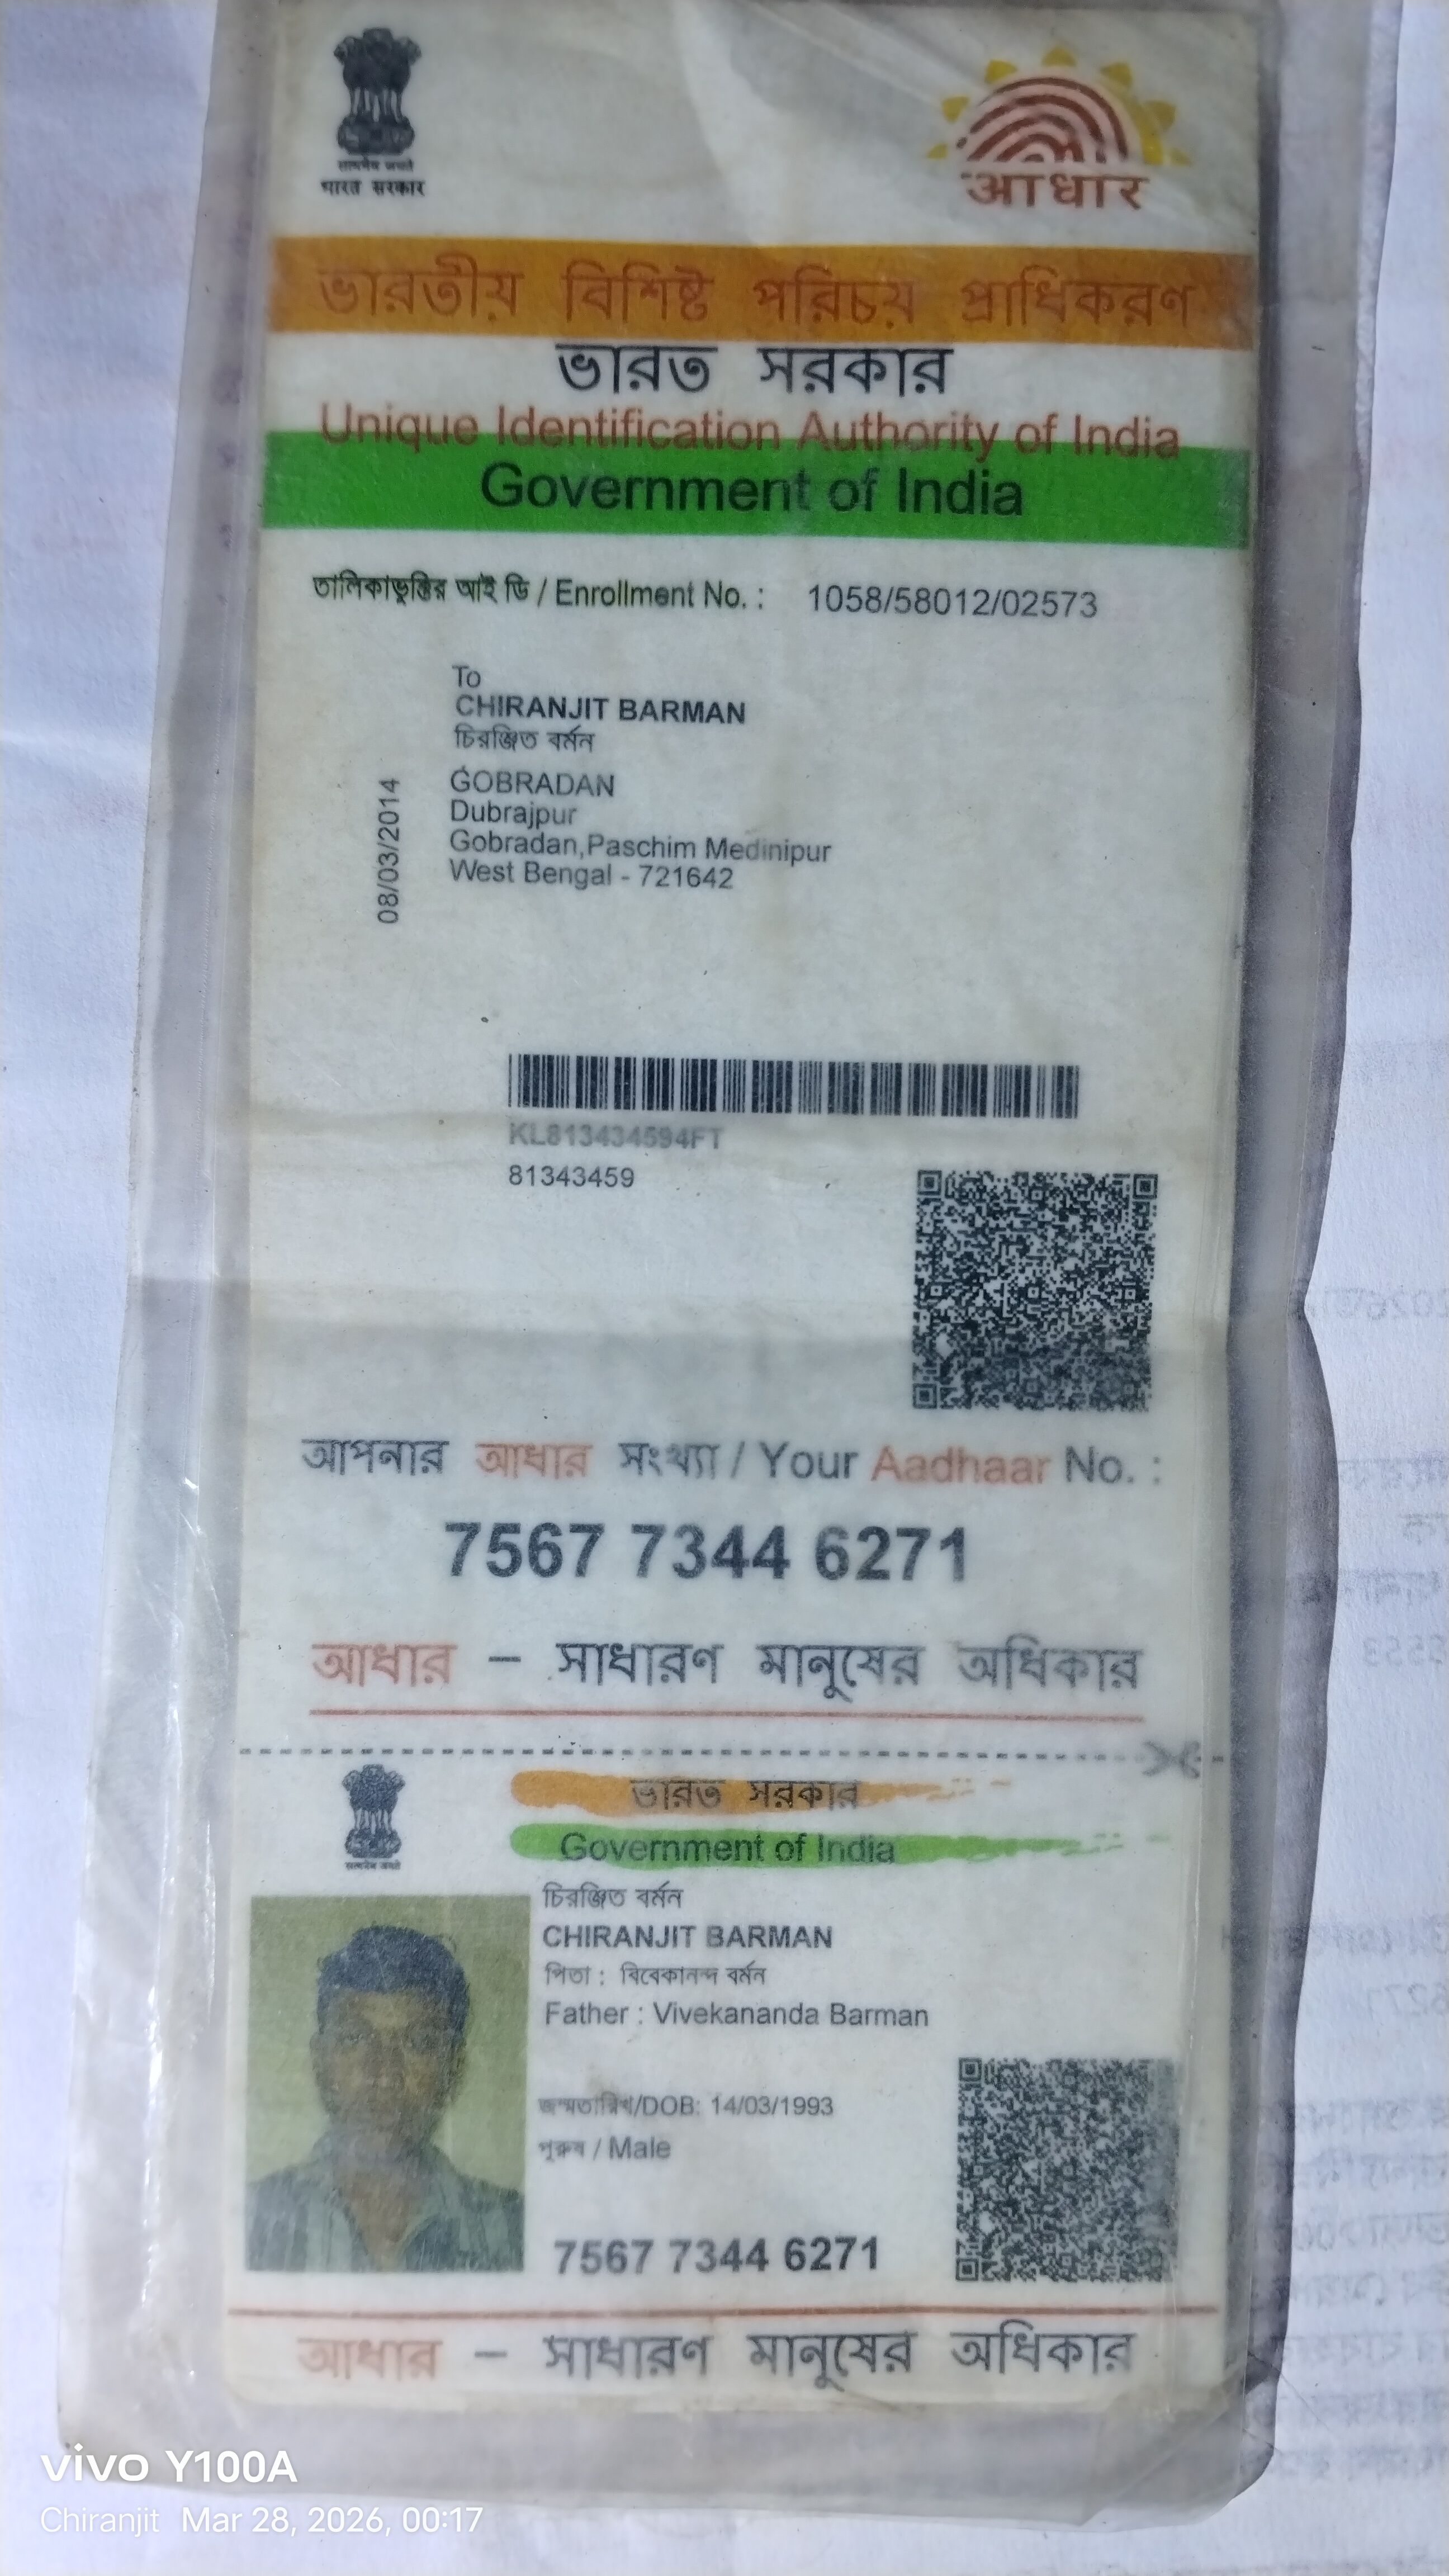 भारत सरकार
आधार
ভারতীয় বিশিষ্ট পরিচয় প্রাধিকরণ
ভারত সরকার
Unique Identification Authority of India
Government of India
তালিকাভুক্তির আই ডি / Enrollment No. : 1058/58012/02573
To
CHIRANJIT BARMAN
চিরঞ্জিত বর্মন
GOBRADAN
Dubrajpur
Gobradan,Paschim Medinipur
West Bengal - 721642
08/03/2014
KL813434594FT
81343459
আপনার আধার সংখ্যা / Your Aadhaar No. :
7567 7344 6271
আধার – সাধারণ মানুষের অধিকার
ভারত সরকার
Government of India
চিরঞ্জিত বর্মন
CHIRANJIT BARMAN
পিতা : বিবেকানন্দ বর্মন
Father : Vivekananda Barman
জন্মতারিখ/DOB: 14/03/1993
পুরুষ / Male
7567 7344 6271
আধার – সাধারণ মানুষের অধিকার
vivo Y100A
Chiranjit Mar 28, 2026, 00:17